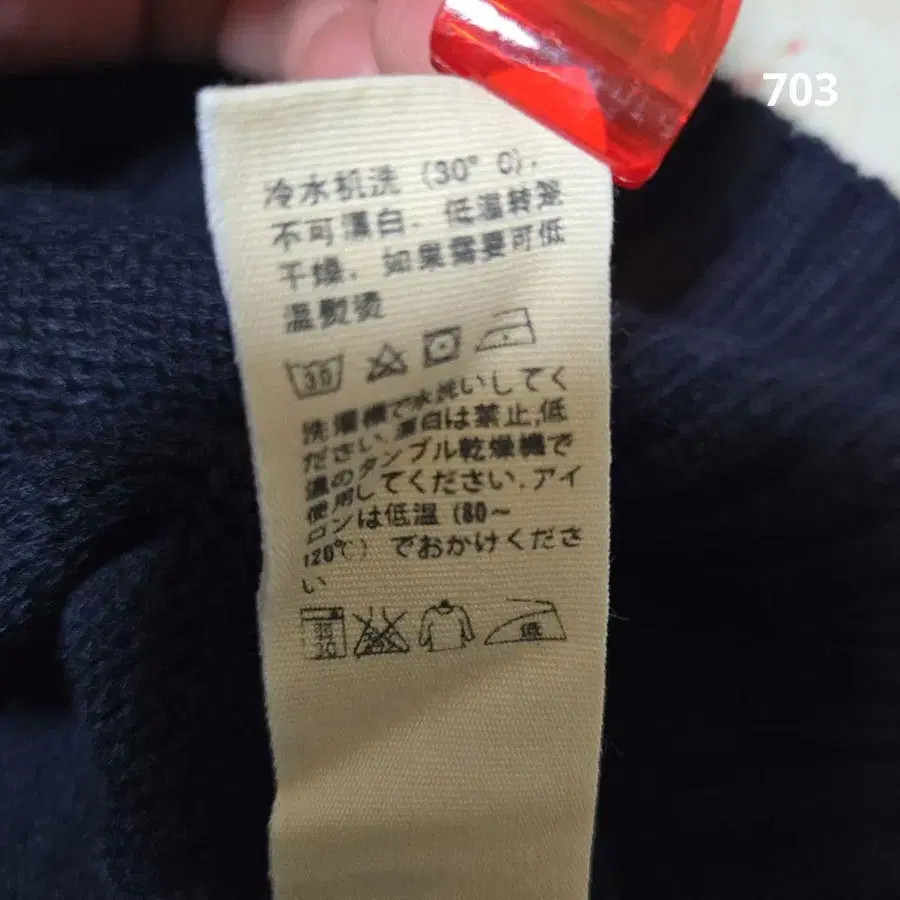 703
冷水机洗 (30° C).
不可漂白. 低温转笼
干燥. 如果需要可低
温熨烫
30
洗濯機で水洗いしてく
ださい. 漂白は禁止,低
温のタンブル乾燥機で
使用してください. アイ
ロンは低温 (80～
120℃) でおかけくださ
い
低